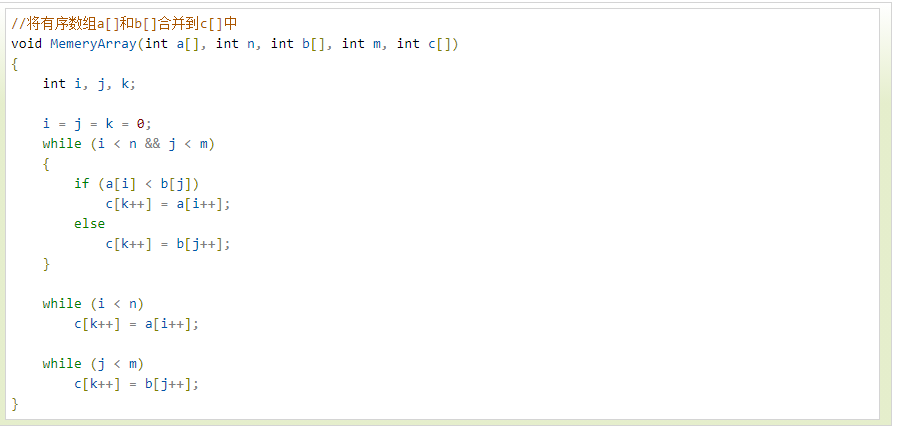 //将有序数组a[]和b[]合并到c[]中
void MemeryArray(int a[], int n, int b[], int m, int c[])
{
    int i, j, k;

    i = j = k = 0;
    while (i < n && j < m)
    {
        if (a[i] < b[j])
            c[k++] = a[i++];
        else
            c[k++] = b[j++];
    }

    while (i < n)
        c[k++] = a[i++];

    while (j < m)
        c[k++] = b[j++];
}